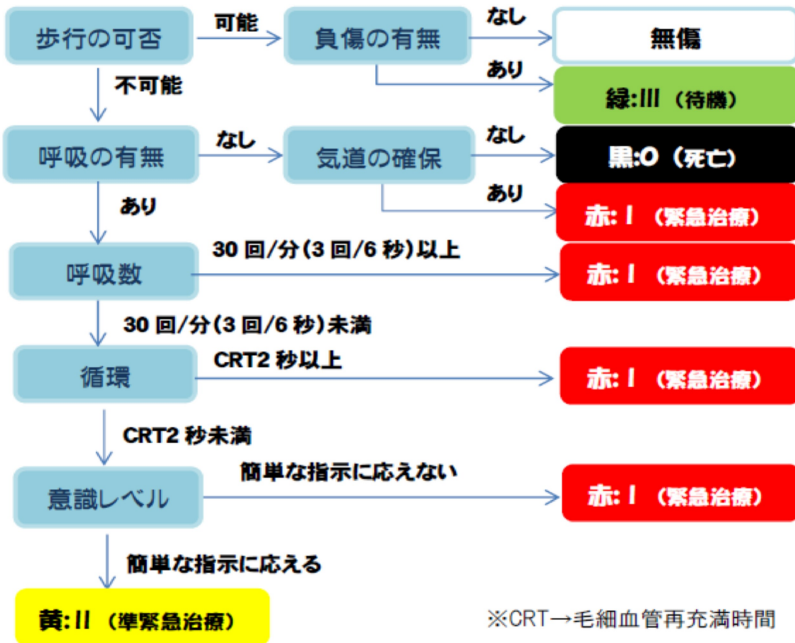 歩行の可否
可能
負傷の有無
なし
無傷
あり
緑:III (待機)
不可能
呼吸の有無
なし
気道の確保
なし
黒:0 (死亡)
あり
赤:I (緊急治療)
あり
呼吸数
30回/分(3回/6秒)以上
赤:I (緊急治療)
30回/分(3回/6秒)未満
循環
CRT2秒以上
赤:I (緊急治療)
CRT2秒未満
意識レベル
簡単な指示に応えない
赤:I (緊急治療)
簡単な指示に応える
黄:II (準緊急治療)
※CRT→毛細血管再充満時間